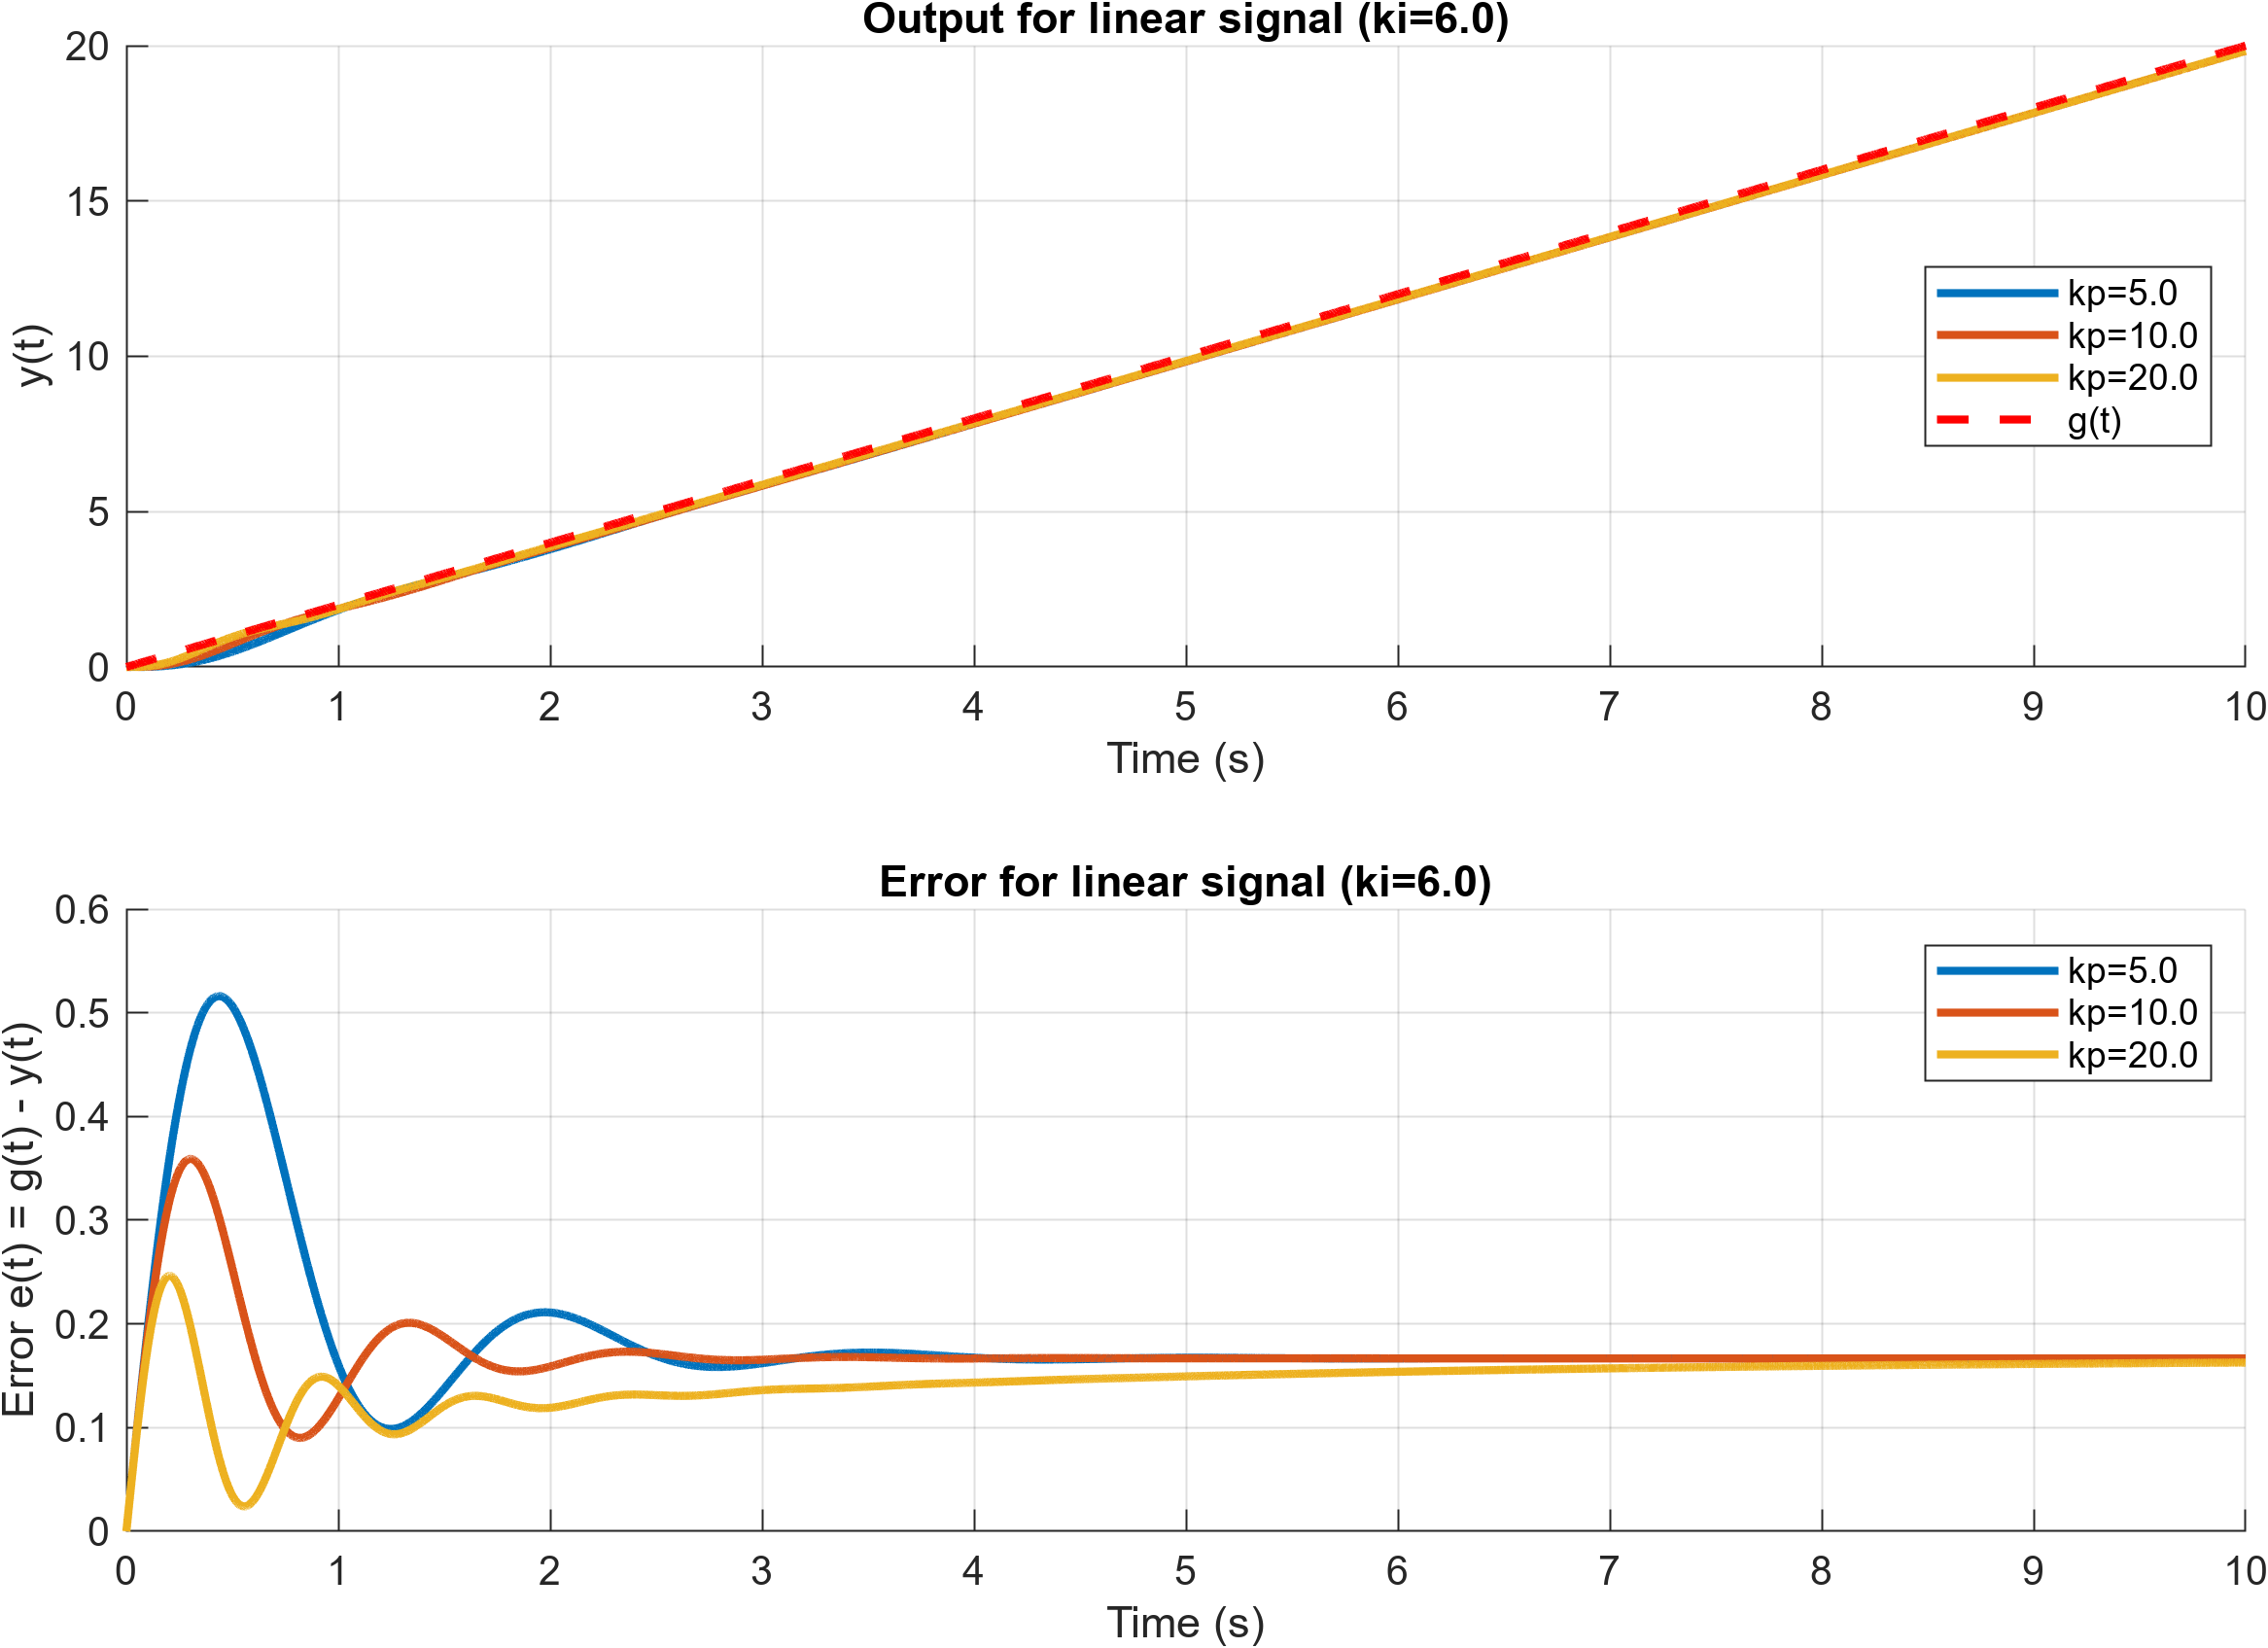 Output for linear signal (ki=6.0)
20
15
10
5
0
y(t)
kp=5.0
kp=10.0
kp=20.0
g(t)
0 1 2 3 4 5 6 7 8 9 10
Time (s)
Error for linear signal (ki=6.0)
0.6
0.5
0.4
0.3
0.2
0.1
0
Error e(t) = g(t) - y(t)
kp=5.0
kp=10.0
kp=20.0
0 1 2 3 4 5 6 7 8 9 10
Time (s)